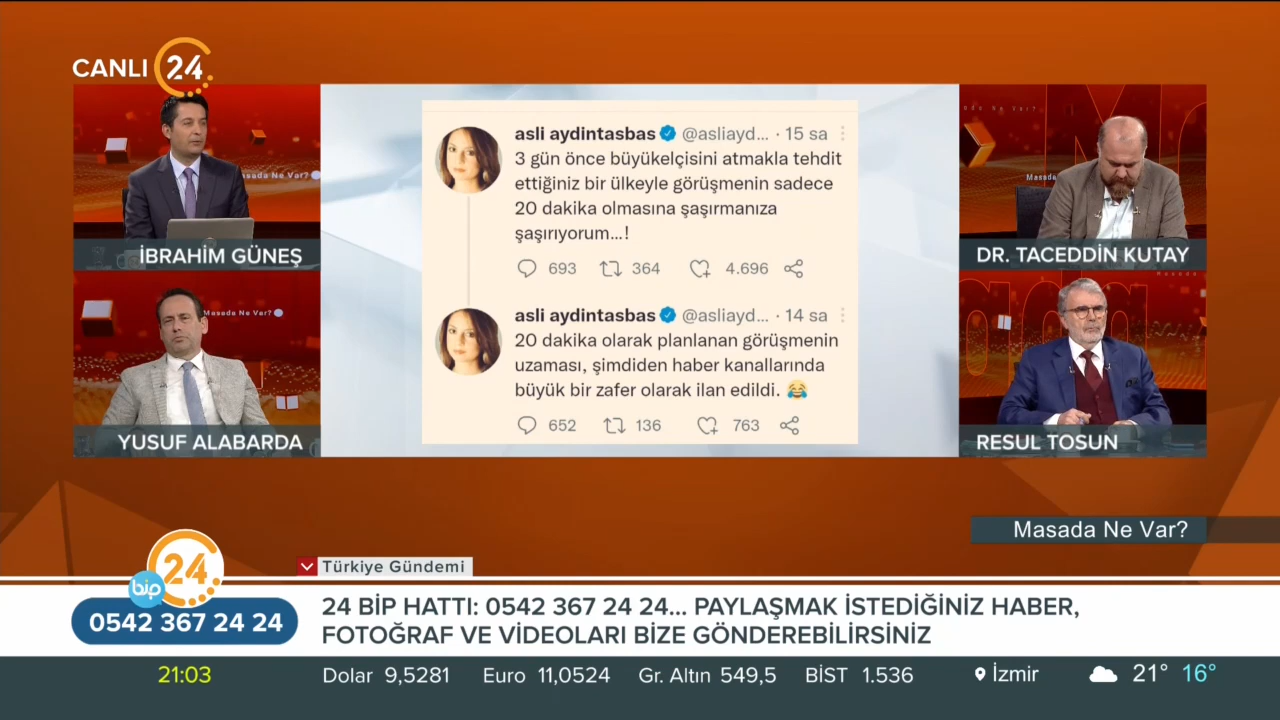 CANLI 24
Masada Ne Var?
İBRAHİM GÜNEŞ
Masada Ne Var?
YUSUF ALABARDA
asli aydintasbas @asliayd... · 15 sa
3 gün önce büyükelçisini atmakla tehdit
ettiğiniz bir ülkeyle görüşmenin sadece
20 dakika olmasına şaşırmanıza
şaşırıyorum...!
693 364 4.696
asli aydintasbas @asliayd... · 14 sa
20 dakika olarak planlanan görüşmenin
uzaması, şimdiden haber kanallarında
büyük bir zafer olarak ilan edildi. 😂
652 136 763
DR. TACEDDİN KUTAY
RESUL TOSUN
Masada Ne Var?
24
bip
0542 367 24 24
Türkiye Gündemi
24 BİP HATTI: 0542 367 24 24... PAYLAŞMAK İSTEDİĞİNİZ HABER,
FOTOĞRAF VE VİDEOLARI BİZE GÖNDEREBİLİRSİNİZ
21:03 Dolar 9,5281 Euro 11,0524 Gr. Altın 549,5 BİST 1.536 İzmir 21° 16°